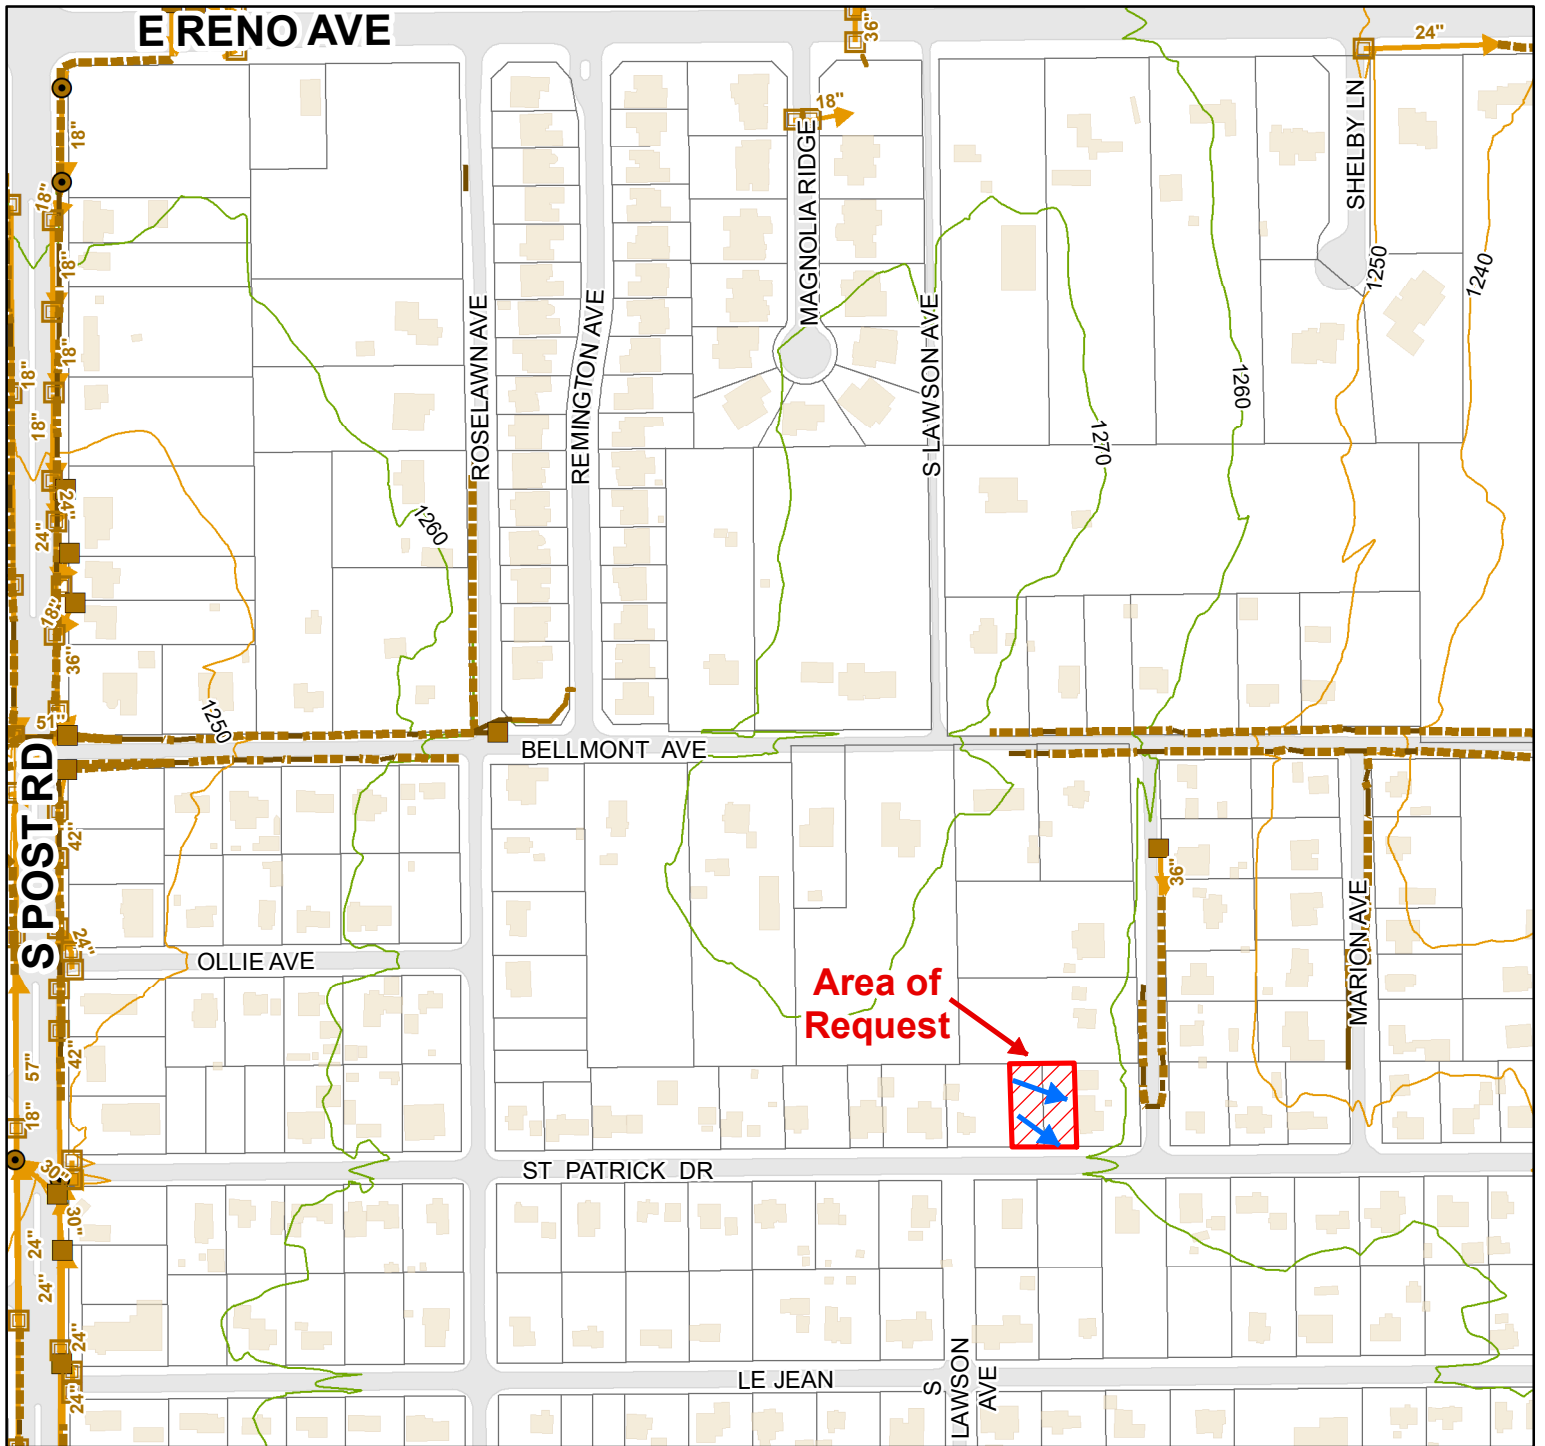 E RENO AVE
36"
24"
18"
18"
SHELBY LN
MAGNOLIA RIDGE
18"
18"
1250
1240
ROSELAWN AVE
REMINGTON AVE
S LAWSON AVE
18"
18"
1260
18"
1270
24"
24"
1260
18"
36"
51"
1250
BELLMONT AVE
S POST RD
42"
36"
24"
OLLIE AVE
MARION AVE
Area of
Request
57"
42"
18"
30"
ST PATRICK DR
30"
24"
24"
24"
LE JEAN
S
LAWSON
AVE
24"